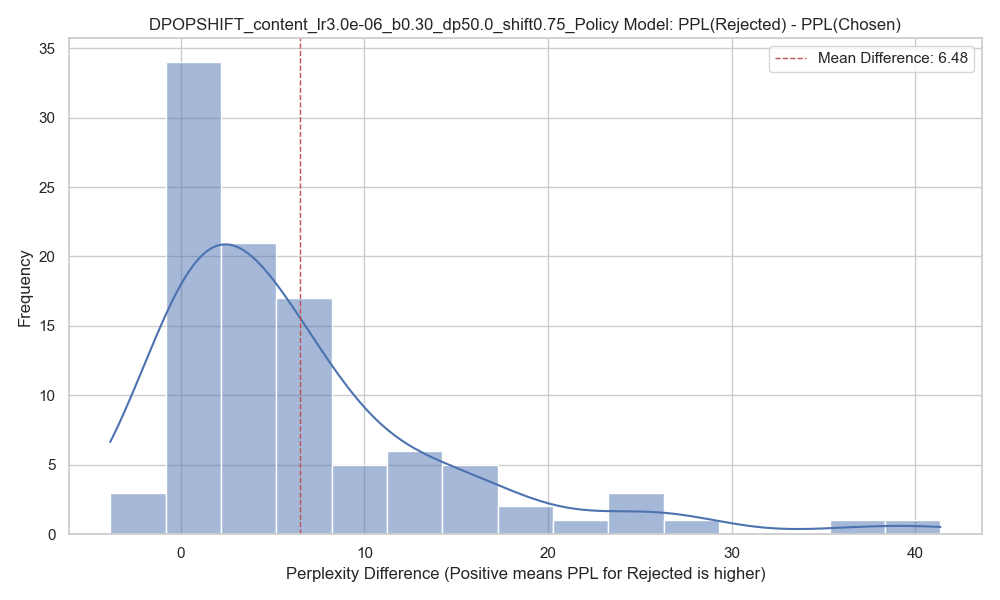 DPOPSHIFT_content_lr3.0e-06_b0.30_dp50.0_shift0.75_Policy Model: PPL(Rejected) - PPL(Chosen)
Mean Difference: 6.48
Frequency
35
30
25
20
15
10
5
0
0 10 20 30 40
Perplexity Difference (Positive means PPL for Rejected is higher)